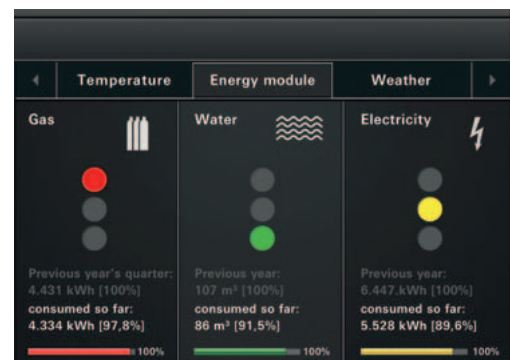 Temperature
Energy module
Weather
Gas
Previous year's quarter:
4.431 kWh [100%]
consumed so far:
4.334 kWh [97,8%]
100%
Water
Previous year:
107 m³ [100%]
consumed so far:
86 m³ [91,5%]
100%
Electricity
Previous year:
6.447.kWh [100%]
consumed so far:
5.528 kWh [89,6%]
100%